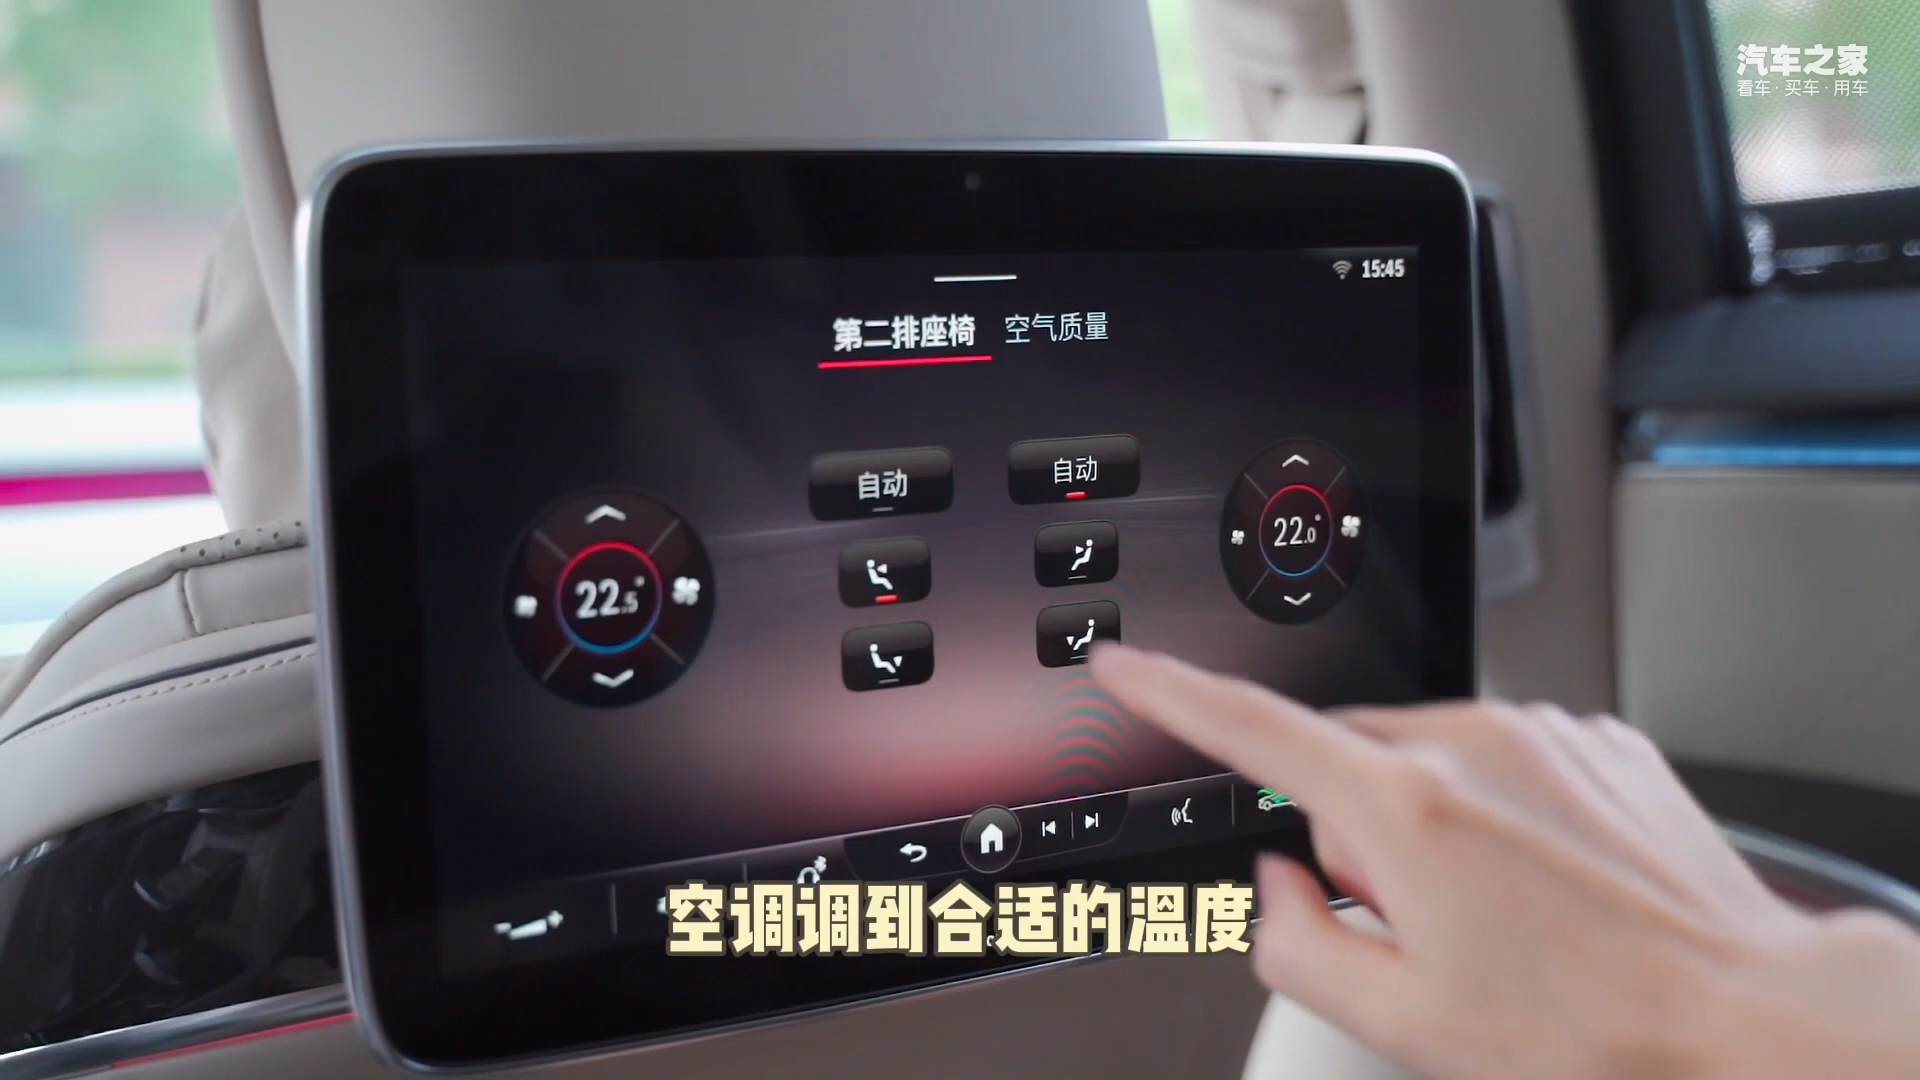 汽车之家
看车·买车·用车
15:45
第二排座椅 空气质量
自动 自动
22.5° 22.0°
空调调到合适的温度